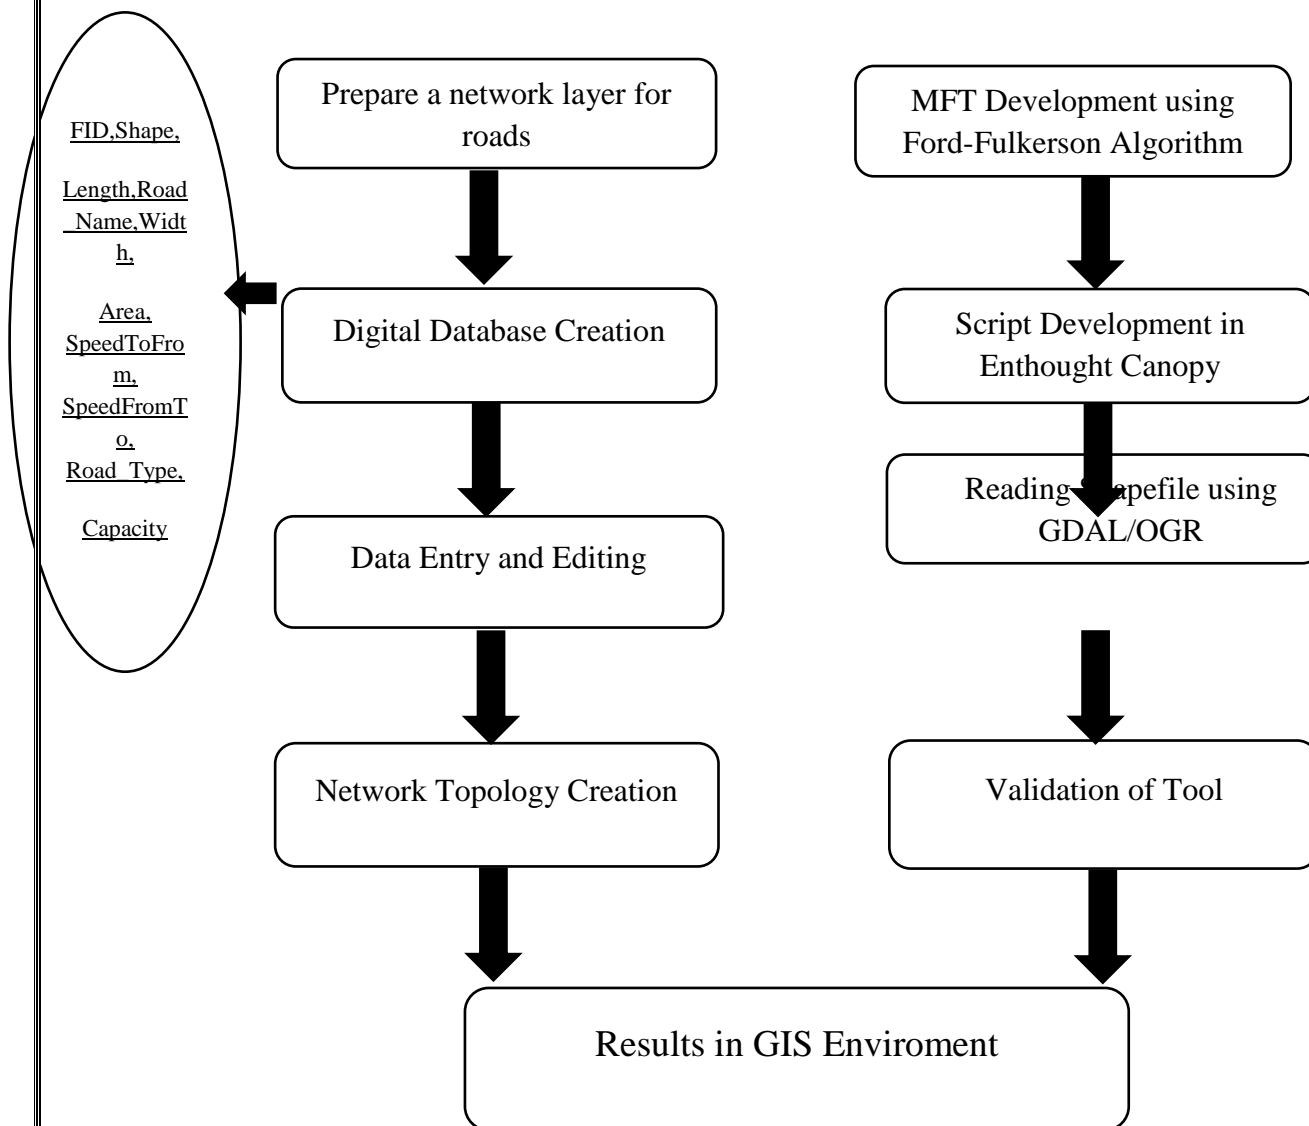 FID,Shape,
Length,Road
_Name,Widt
h,
Area,
SpeedToFro
m,
SpeedFromT
o,
Road_Type,
Capacity
Prepare a network layer for
roads
Digital Database Creation
Data Entry and Editing
Network Topology Creation
MFT Development using
Ford-Fulkerson Algorithm
Script Development in
Enthought Canopy
Reading Shapefile using
GDAL/OGR
Validation of Tool
Results in GIS Enviroment